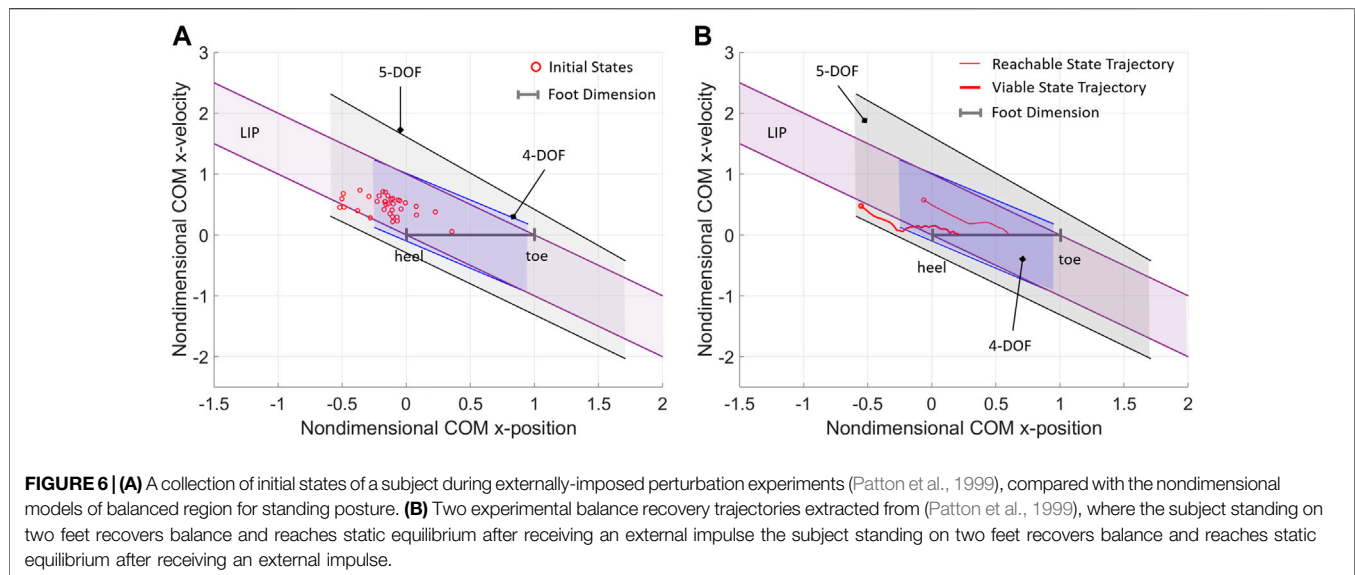 A
3
2
1
0
-1
-2
-1.5
-1
-0.5
0
0.5
1
1.5
2
Nondimensional COM x-velocity
Nondimensional COM x-position
5-DOF
Initial States
Foot Dimension
LIP
4-DOF
heel
toe
B
3
2
1
0
-1
-2
-1.5
-1
-0.5
0
0.5
1
1.5
2
Nondimensional COM x-velocity
Nondimensional COM x-position
5-DOF
Reachable State Trajectory
Viable State Trajectory
Foot Dimension
LIP
heel
toe
4-DOF
FIGURE 6 | (A) A collection of initial states of a subject during externally-imposed perturbation experiments (Patton et al., 1999), compared with the nondimensional
models of balanced region for standing posture. (B) Two experimental balance recovery trajectories extracted from (Patton et al., 1999), where the subject standing on
two feet recovers balance and reaches static equilibrium after receiving an external impulse the subject standing on two feet recovers balance and reaches static
equilibrium after receiving an external impulse.